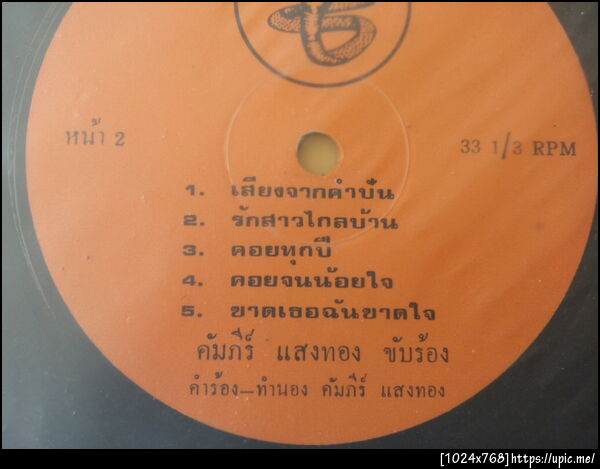 หน้า 2
33 1/3 RPM
1. เสียงจากคำปัน
2. รักสาวไกลบ้าน
3. คอยทุกปี
4. คอยจนน้อยใจ
5. ขาดเธอฉันขาดใจ
คัมภีร์ แสงทอง ขับร้อง
คำร้อง—ทำนอง คัมภีร์ แสงทอง
[1024x768]https://upic.me/